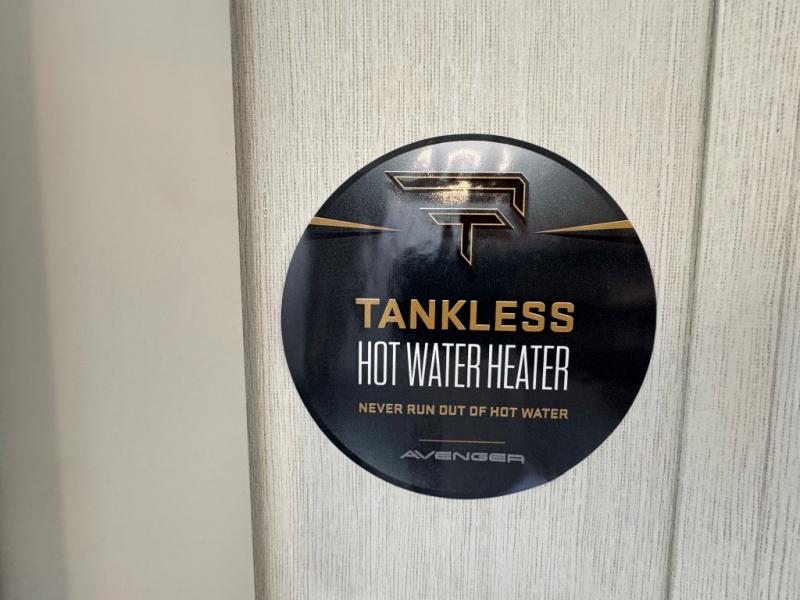 TANKLESS
HOT WATER HEATER
NEVER RUN OUT OF HOT WATER
AVENGER